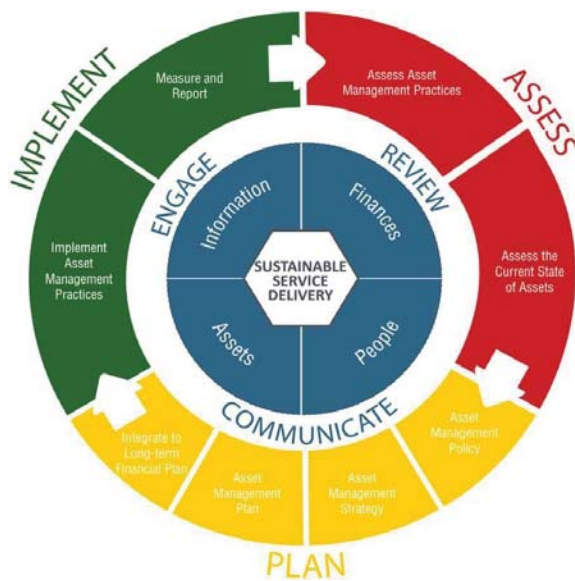 IMPLEMENT
Measure and
Report
Assess Asset
Management Practices
ASSESS
ENGAGE
REVIEW
Information
Finances
Implement
Asset
Management
Practices
SUSTAINABLE
SERVICE
DELIVERY
Assess the
Current State
of Assets
Assets
People
COMMUNICATE
Integrate to
Long-term
Financial Plan
Asset
Management
Plan
Asset
Management
Strategy
Asset
Management
Policy
PLAN